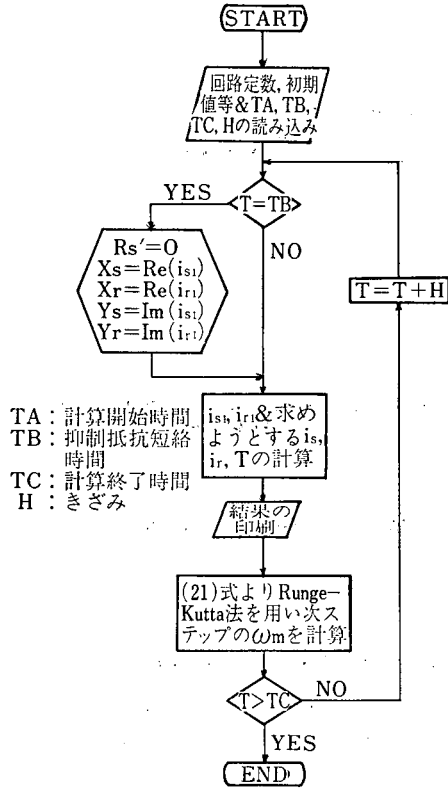 START
回路定数,初期
値等&TA, TB,
TC, Hの読み込み
YES
T=TB
NO
Rs′=0
Xs=Re(is1)
Xr=Re(ir1)
Ys=Im(is1)
Yr=Im(ir1)
T=T+H
TA:計算開始時間
TB:抑制抵抗短絡
時間
TC:計算終了時間
H:きざみ
is1, ir1&求め
ようとするis,
ir, Tの計算
結果の
印刷
(21)式よりRunge-
Kutta法を用い次ス
テップのωmを計算
T>TC
NO
YES
END